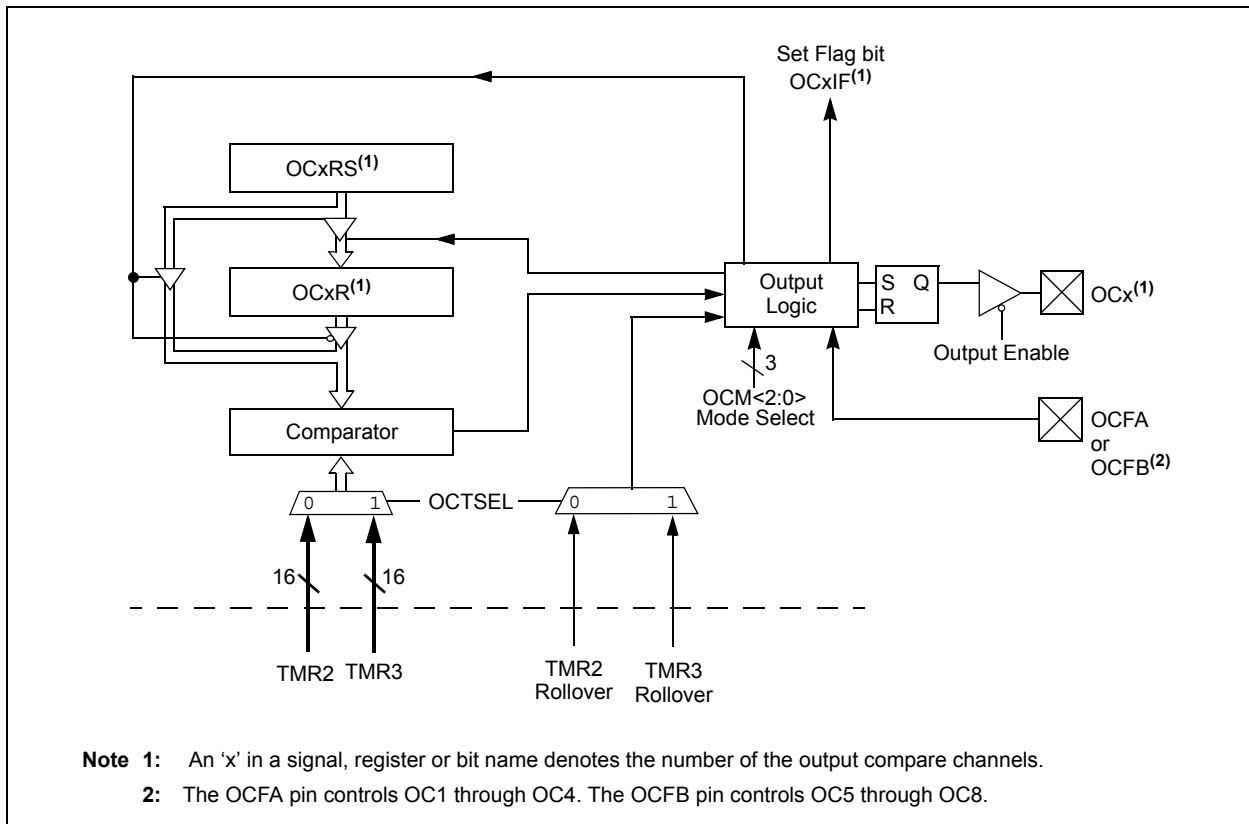 Set Flag bit
OCxIF(1)
OCxRS(1)
OCxR(1)
Output
Logic
S Q
R
OCx(1)
Output Enable
3
OCM<2:0>
Mode Select
Comparator
OCFA
or
OCFB(2)
0 1
OCTSEL
0 1
16
16
TMR2
TMR3
TMR2
Rollover
TMR3
Rollover
Note 1: An ‘x’ in a signal, register or bit name denotes the number of the output compare channels.
2: The OCFA pin controls OC1 through OC4. The OCFB pin controls OC5 through OC8.